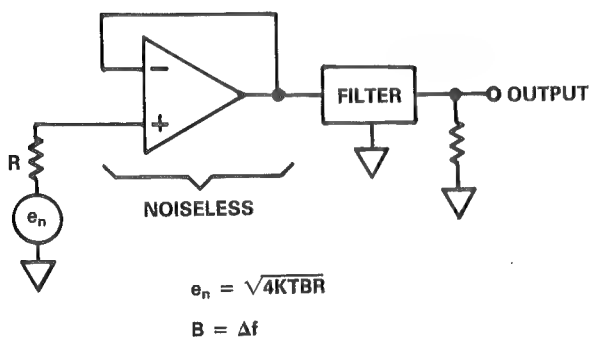 −
+
FILTER
OUTPUT
R
eₙ
NOISELESS
eₙ = √4KTBR
B = Δf